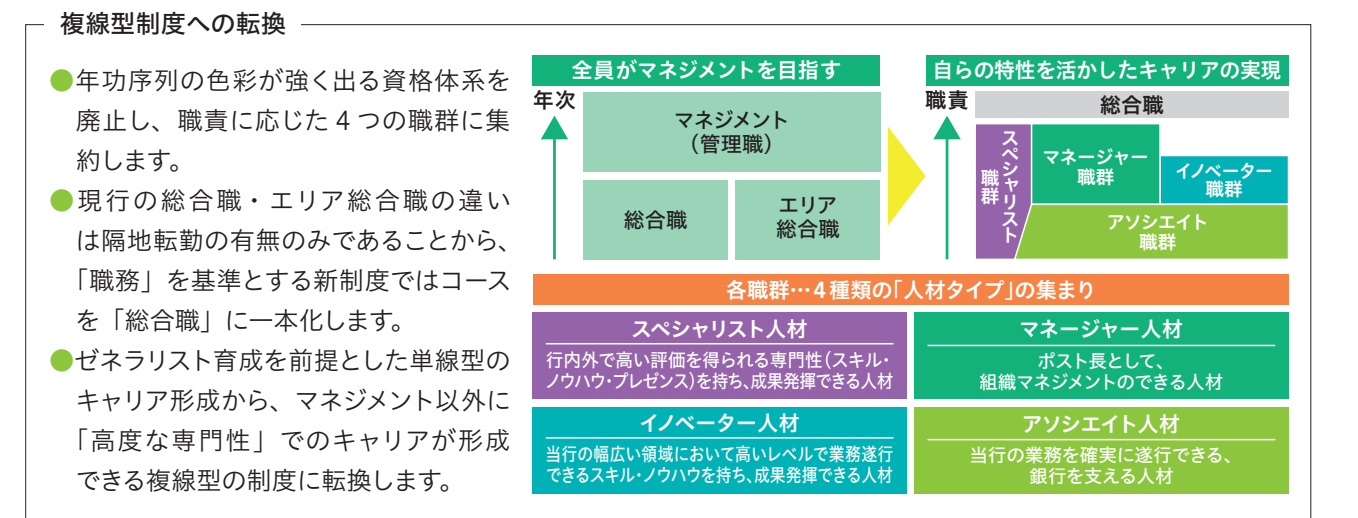 複線型制度への転換
●年功序列の色彩が強く出る資格体系を
廃止し、職責に応じた4つの職群に集
約します。
●現行の総合職・エリア総合職の違い
は隔地転勤の有無のみであることから、
「職務」を基準とする新制度ではコース
を「総合職」に一本化します。
●ゼネラリスト育成を前提とした単線型の
キャリア形成から、マネジメント以外に
「高度な専門性」でのキャリアが形成
できる複線型の制度に転換します。
全員がマネジメントを目指す
年次
マネジメント
（管理職）
総合職
エリア
総合職
自らの特性を活かしたキャリアの実現
職責
総合職
スペシャリスト
職群
マネージャー
職群
イノベーター
職群
アソシエイト
職群
各職群…4種類の「人材タイプ」の集まり
スペシャリスト人材
行内外で高い評価を得られる専門性（スキル・
ノウハウ・プレゼンス）を持ち、成果発揮できる人材
マネージャー人材
ポスト長として、
組織マネジメントのできる人材
イノベーター人材
当行の幅広い領域において高いレベルで業務遂行
できるスキル・ノウハウを持ち、成果発揮できる人材
アソシエイト人材
当行の業務を確実に遂行できる、
銀行を支える人材